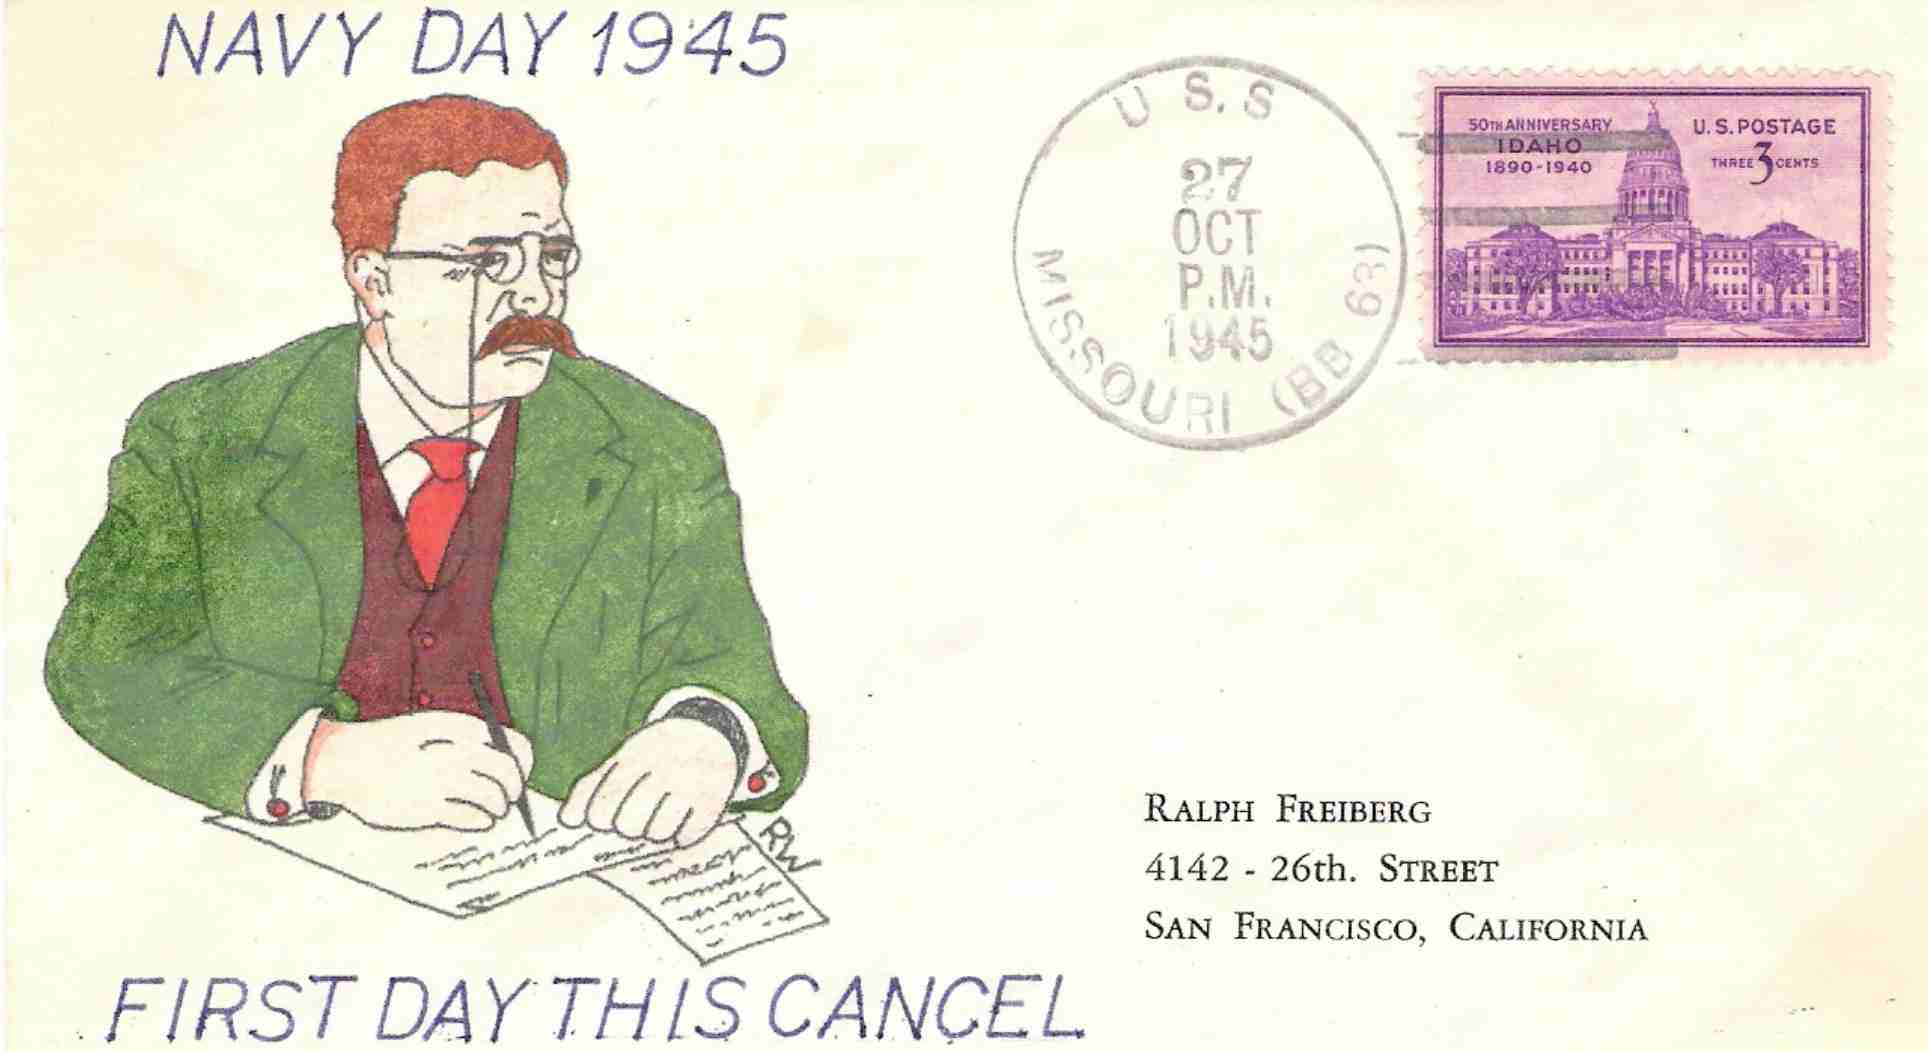 NAVY DAY 1945
U S.S
27
OCT
P.M.
1945
MISSOURI (BB 63)
50TH ANNIVERSARY
IDAHO
1890-1940
U.S. POSTAGE
THREE 3 CENTS
RW
RALPH FREIBERG
4142 - 26th. STREET
SAN FRANCISCO, CALIFORNIA
FIRST DAY THIS CANCEL